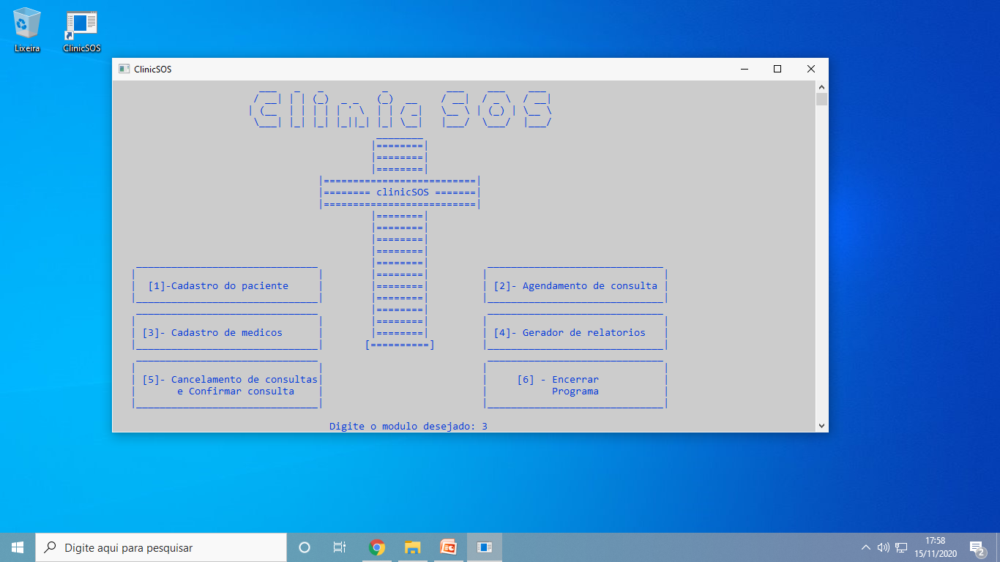 Lixeira
ClinicSOS
ClinicSOS
Clinic SOS
|========|
|========|
|========|
|==========================|
|======== clinicSOS =======|
|==========================|
|========|
|========|
|========|
|========|
|========|
|========|
[1]-Cadastro do paciente |========| [2]- Agendamento de consulta
|========|
|========|
|========|
[3]- Cadastro de medicos |========| [4]- Gerador de relatorios
[==========]
[5]- Cancelamento de consultas [6] - Encerrar
e Confirmar consulta Programa
Digite o modulo desejado: 3
Digite aqui para pesquisar
17:58
15/11/2020
2